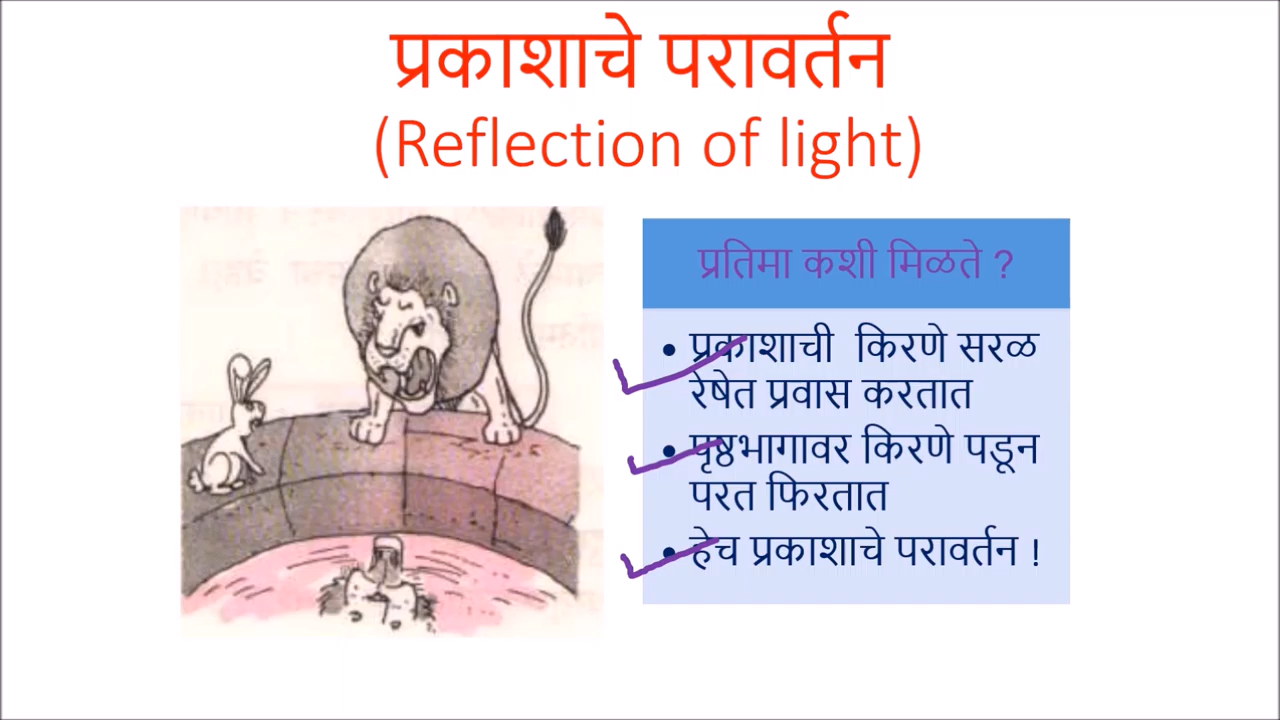 प्रकाशाचे परावर्तन
(Reflection of light)
प्रतिमा कशी मिळते ?
• प्रकाशाची किरणे सरळ
रेषेत प्रवास करतात
• पृष्ठभागावर किरणे पडून
परत फिरतात
• हेच प्रकाशाचे परावर्तन !